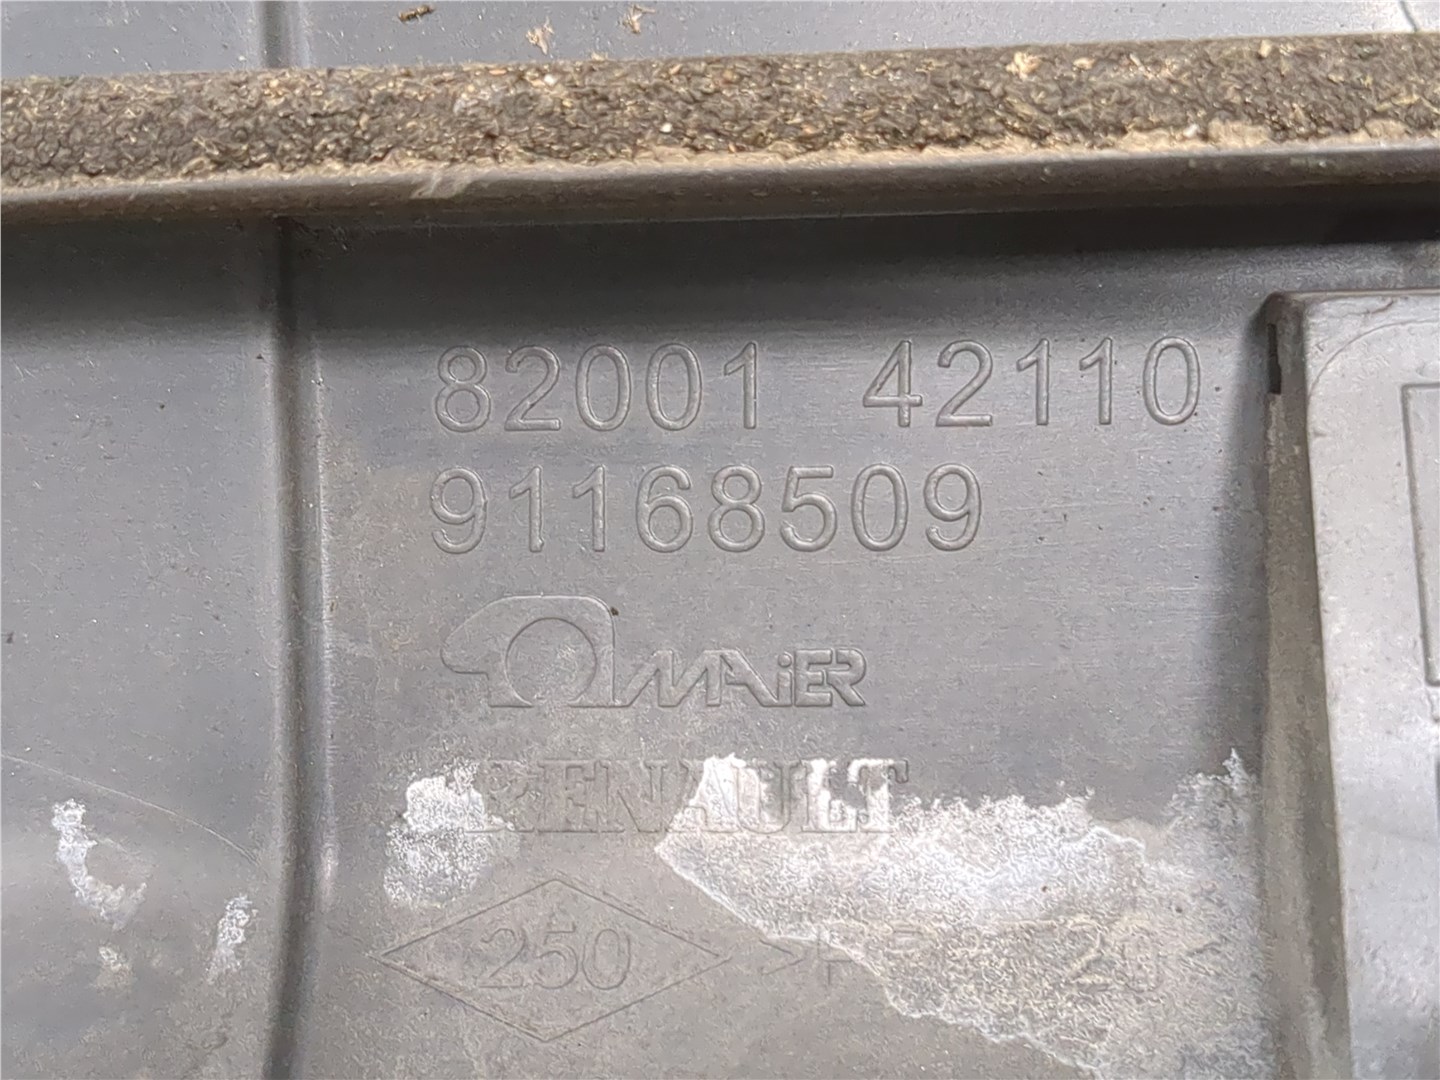 82001 42110
91168509
MAiER
RENAULT
250